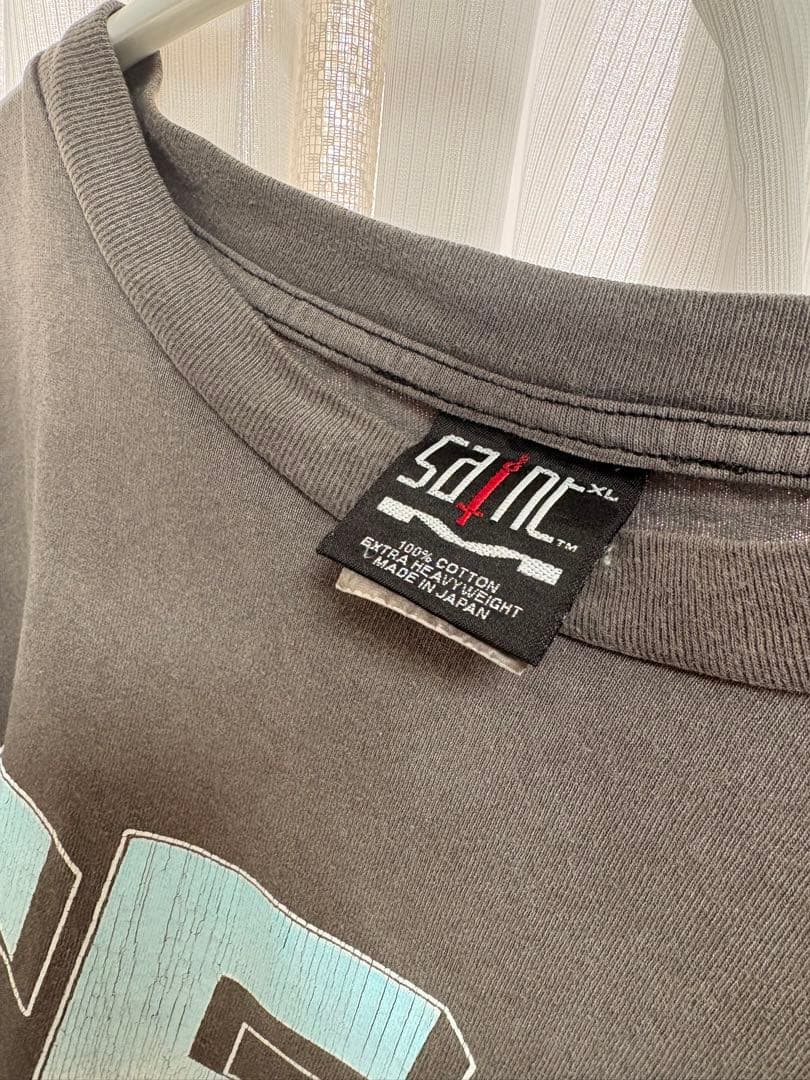 saint XL
TM
100% COTTON
EXTRA HEAVYWEIGHT
MADE IN JAPAN